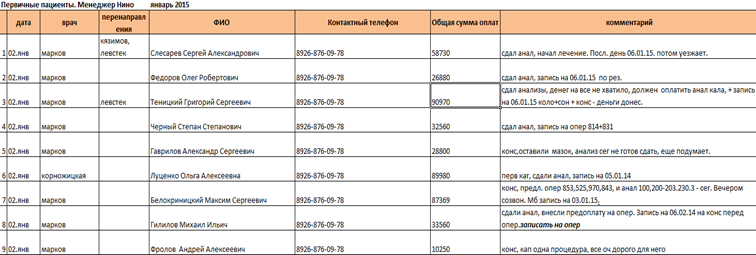 Первичные пациенты. Менеджер Нино январь 2015
дата врач перенаправления ФИО Контактный телефон Общая сумма оплат комментарий
1 02.янв марков кязимов, левстек Слесарев Сергей Александрович 8926-876-09-78 58730 сдал анал, начал лечение. Посл. день 06.01.15. потом уезжает.
2 02.янв марков Федоров Олег Робертович 8926-876-09-78 26880 сдал анал, запись на 06.01.15 по рез.
3 02.янв марков левстек Теницкий Григорий Сергеевич 8926-876-09-78 90970 сдал анализы, денег на все не хватило, должен оплатить анал кала, + запись
на 06.01.15 коло+сон + конс - деньги донес.
4 02.янв марков Черный Степан Степанович 8926-876-09-78 32560 сдал анал, запись на опер 814+831
5 02.янв марков Гаврилов Александр Сергеевич 8926-876-09-78 28800 конс,оставили мазок, анализ сег не готов сдать, еще подумает.
6 02.янв корножицкая Луценко Ольга Алексеевна 8926-876-09-78 89980 перв каг, сдали анал, запись на 05.01.14
7 02.янв марков Белокриницкий Максим Сергеевич 8926-876-09-78 87369 конс, предл. опер 853,525,970,843, и анал 100,200-203.230.3 - сег. Вечером
созвон. Мб запись на 03.01.15,
8 02.янв марков Гилилов Михаил Ильич 8926-876-09-78 33560 сдали анал, внесли предоплату на опер. Запись на 06.02.14 на конс перед
опер.записать на опер
9 02.янв марков Фролов Андрей Алексеевич 8926-876-09-78 10250 конс, кап одна процедура, все оч дорого для него